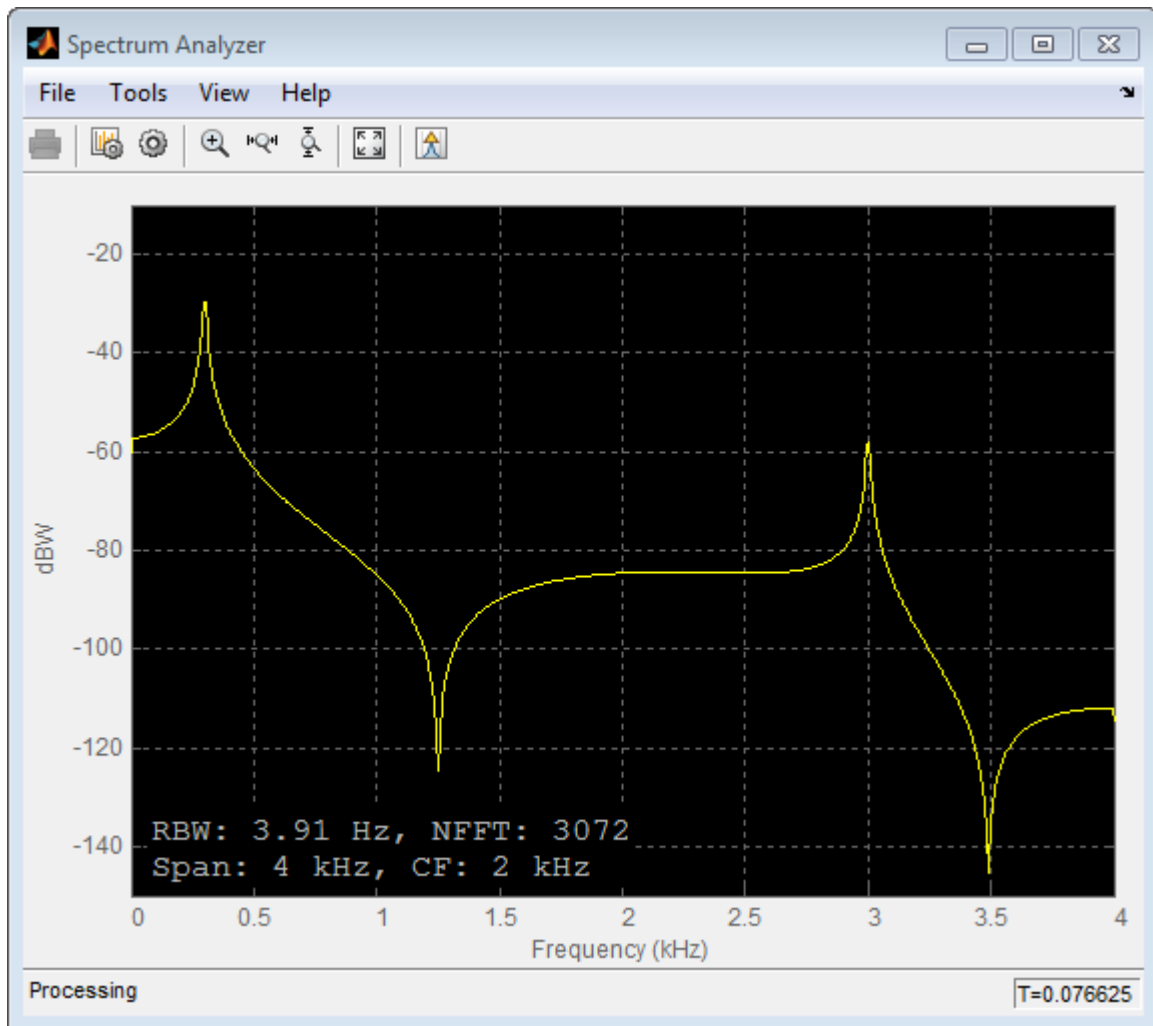 Spectrum Analyzer
File Tools View Help
-20
-40
-60
-80
-100
-120
-140
dBW
RBW: 3.91 Hz, NFFT: 3072
Span: 4 kHz, CF: 2 kHz
0 0.5 1 1.5 2 2.5 3 3.5 4
Frequency (kHz)
Processing T=0.076625